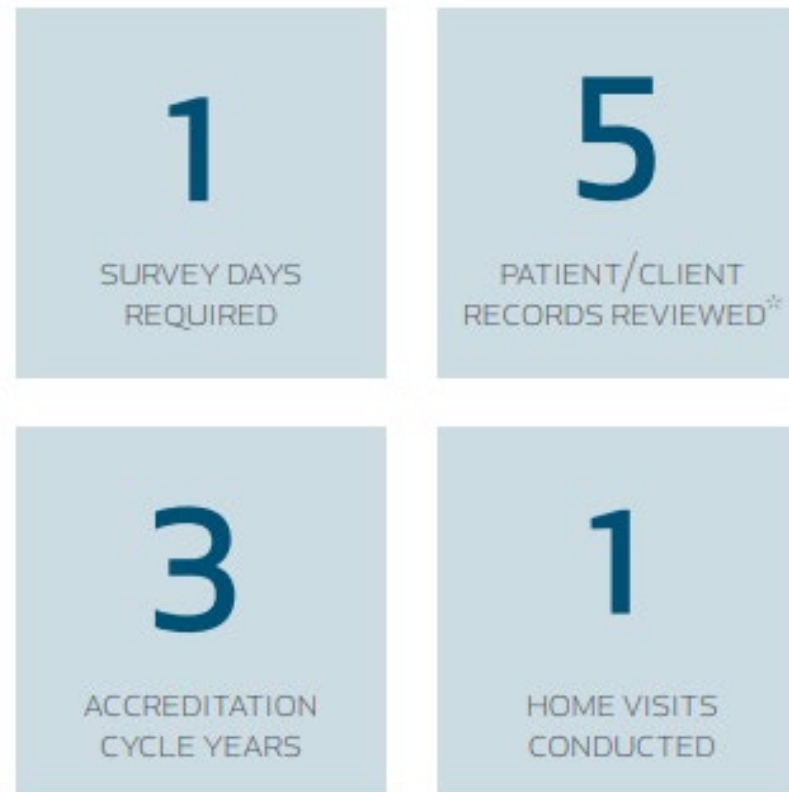 1
SURVEY DAYS
REQUIRED
5
PATIENT/CLIENT
RECORDS REVIEWED*
3
ACCREDITATION
CYCLE YEARS
1
HOME VISITS
CONDUCTED